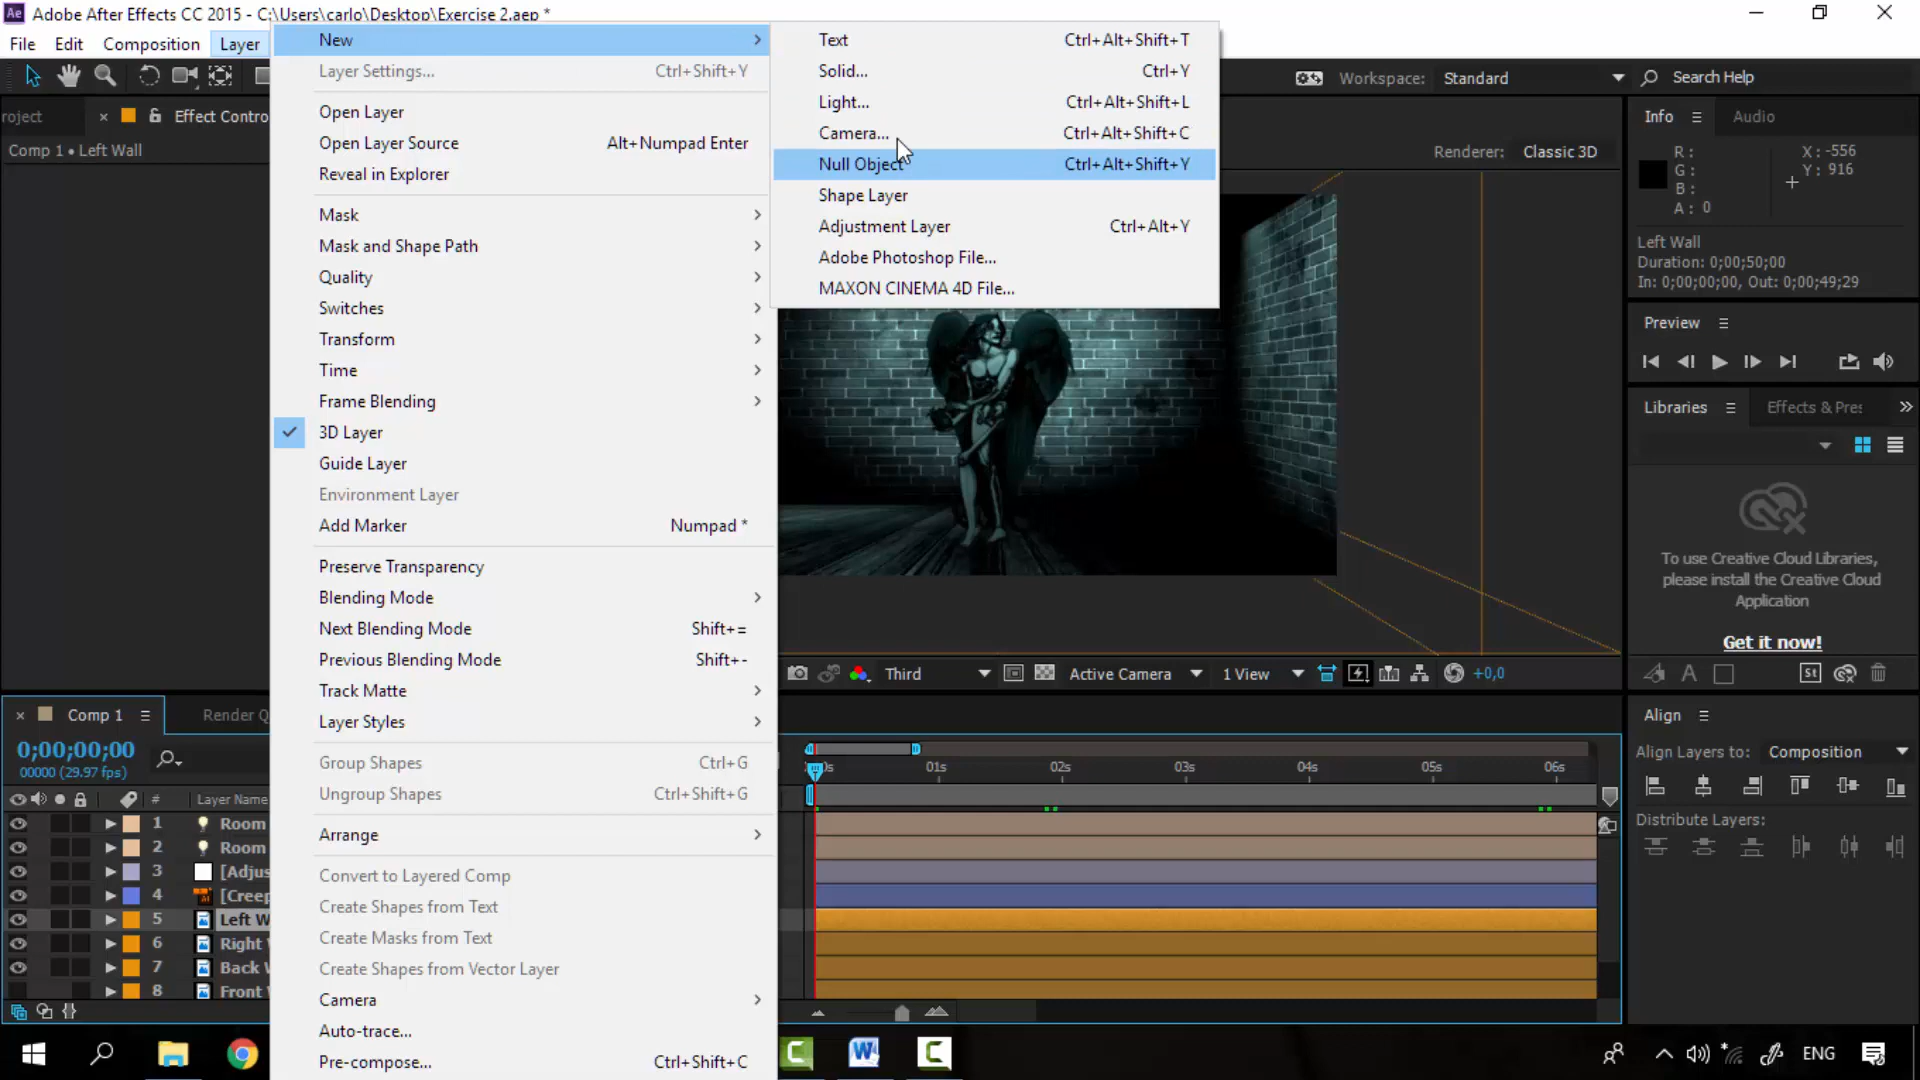 Adobe After Effects CC 2015 - C:\Users\carlo\Desktop\Exercise 2.aep *
File Edit Composition Layer
New
Layer Settings... Ctrl+Shift+Y
Open Layer
Open Layer Source Alt+Numpad Enter
Reveal in Explorer
Mask
Mask and Shape Path
Quality
Switches
Transform
Time
Frame Blending
3D Layer
Guide Layer
Environment Layer
Add Marker Numpad *
Preserve Transparency
Blending Mode
Next Blending Mode Shift+=
Previous Blending Mode Shift+-
Track Matte
Layer Styles
Group Shapes Ctrl+G
Ungroup Shapes Ctrl+Shift+G
Arrange
Convert to Layered Comp
Create Shapes from Text
Create Masks from Text
Create Shapes from Vector Layer
Camera
Auto-trace...
Pre-compose... Ctrl+Shift+C
Text Ctrl+Alt+Shift+T
Solid... Ctrl+Y
Light... Ctrl+Alt+Shift+L
Camera... Ctrl+Alt+Shift+C
Null Object Ctrl+Alt+Shift+Y
Shape Layer
Adjustment Layer Ctrl+Alt+Y
Adobe Photoshop File...
MAXON CINEMA 4D File...
Workspace: Standard Search Help
roject Effect Contro
Comp 1 • Left Wall
Renderer: Classic 3D
Info Audio
R : X : -556
G : Y : 916
B :
A : 0
Left Wall
Duration: 0;00;50;00
In: 0;00;00;00, Out: 0;00;49;29
Preview
Libraries Effects & Pres
To use Creative Cloud Libraries,
please install the Creative Cloud
Application
Get it now!
St
Third Active Camera 1 View +0,0
Comp 1 Render Q
0;00;00;00
00000 (29.97 fps)
# Layer Name
1 Room
2 Room
3 [Adjus
4 [Creep
5 Left W
6 Right
7 Back W
8 Front
0s 01s 02s 03s 04s 05s 06s
Align
Align Layers to: Composition
Distribute Layers:
ENG